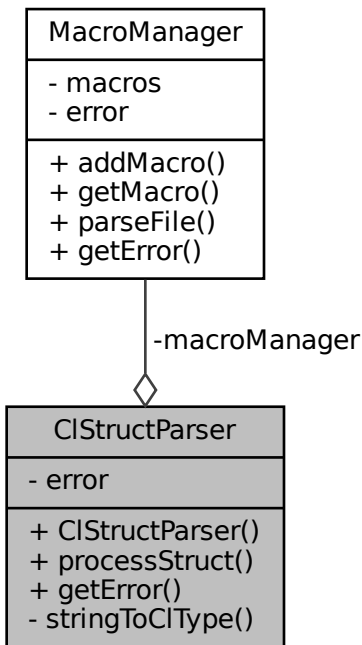 MacroManager
- macros
- error
+ addMacro()
+ getMacro()
+ parseFile()
+ getError()
-macroManager
ClStructParser
- error
+ ClStructParser()
+ processStruct()
+ getError()
- stringToClType()